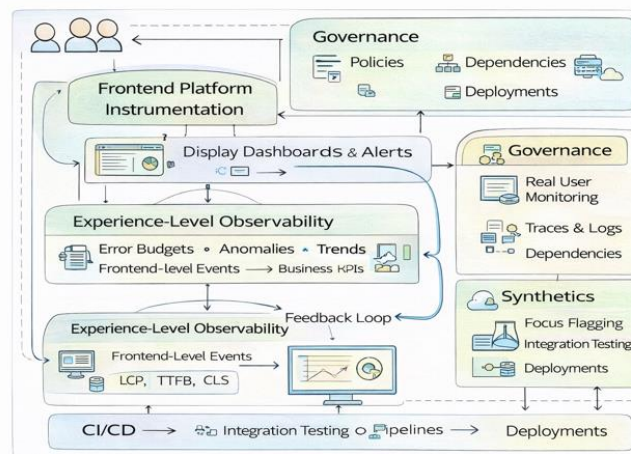 Governance
Policies
Dependencies
Deployments
Frontend Platform
Instrumentation
Display Dashboards & Alerts
Governance
Real User
Monitoring
Traces & Logs
Dependencies
Experience-Level Observability
Error Budgets • Anomalies ▲ Trends
Frontend-level Events → Business KPIs
Synthetics
Focus Flagging
Integration Testing
Deployments
Experience-Level Observability
Feedback Loop
Frontend-Level Events
LCP, TTFB, CLS
CI/CD → Integration Testing Pipelines → Deployments